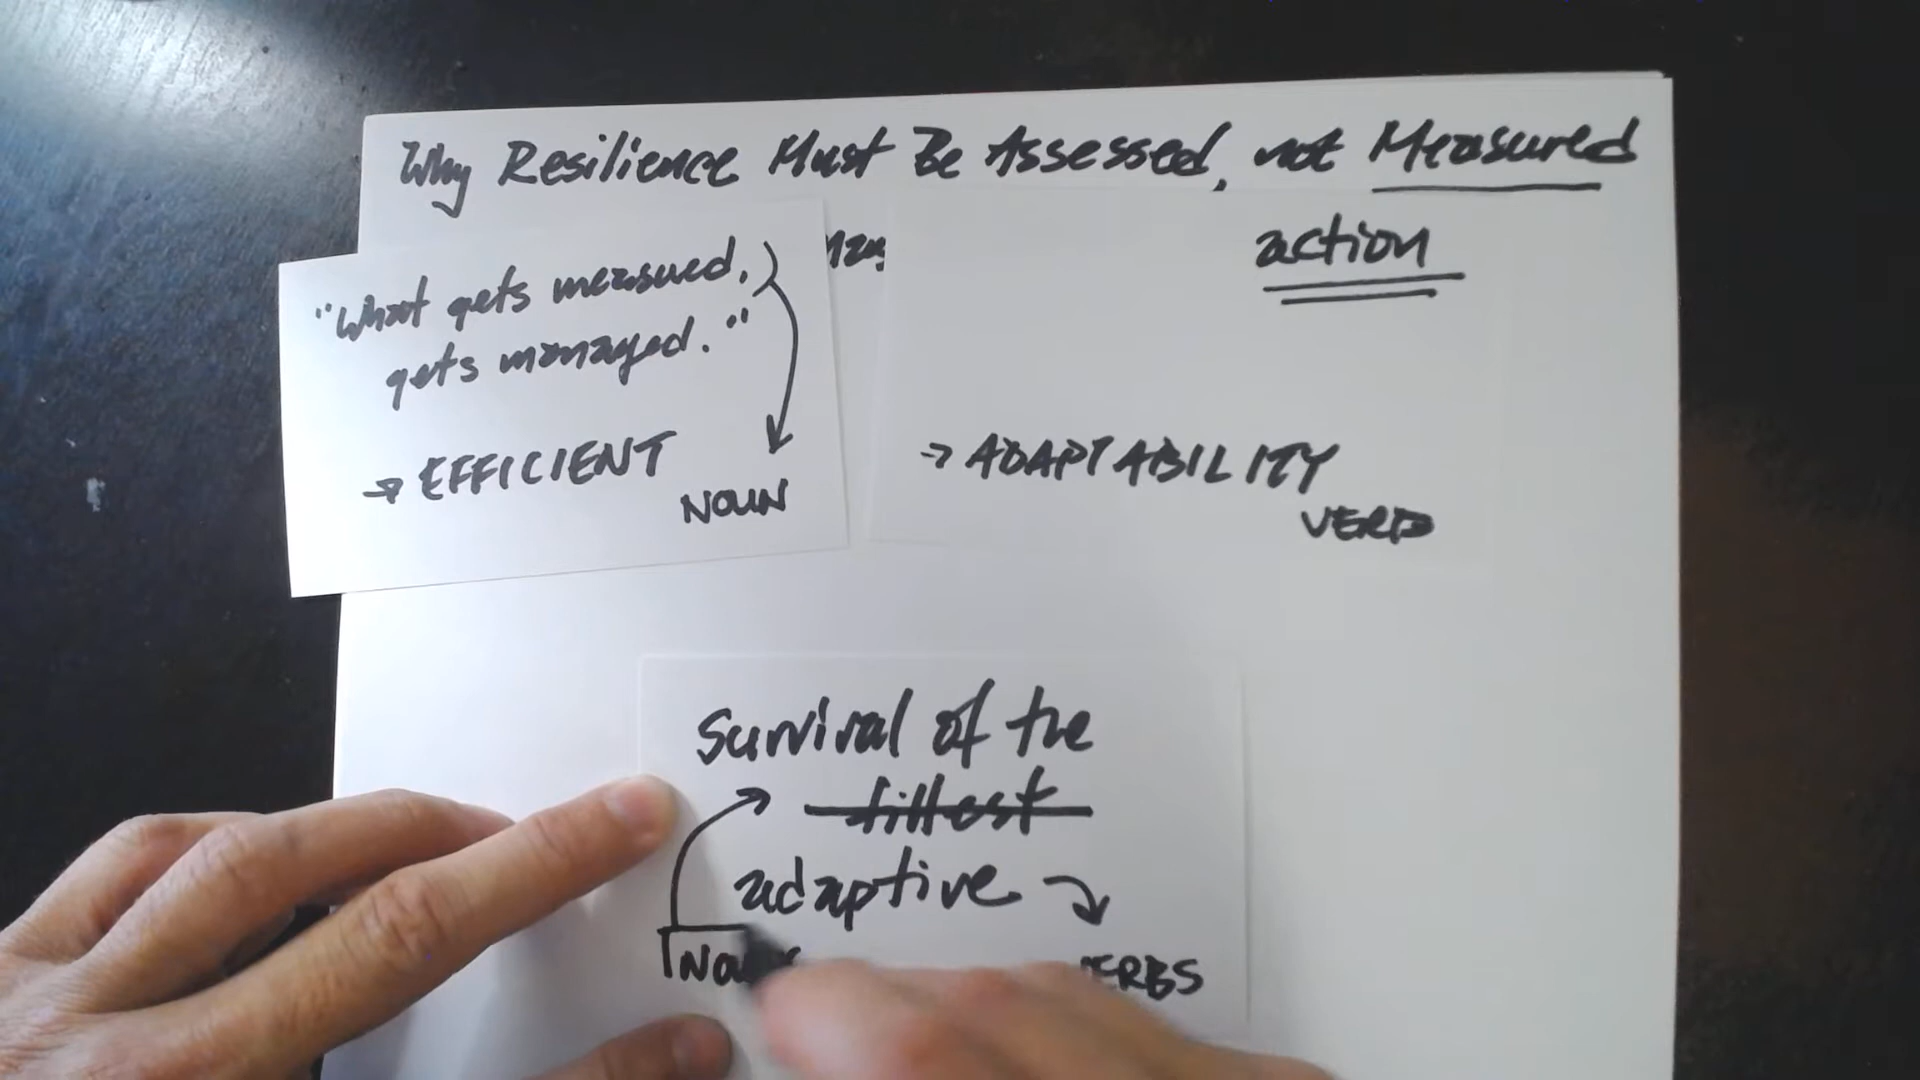 Why Resilience Must Be Assessed, not Measured
action
"What gets measured,
gets managed."
→ EFFICIENT
NOUN
→ ADAPTABILITY
VERB
Survival of the
fittest
adaptive
VERBS